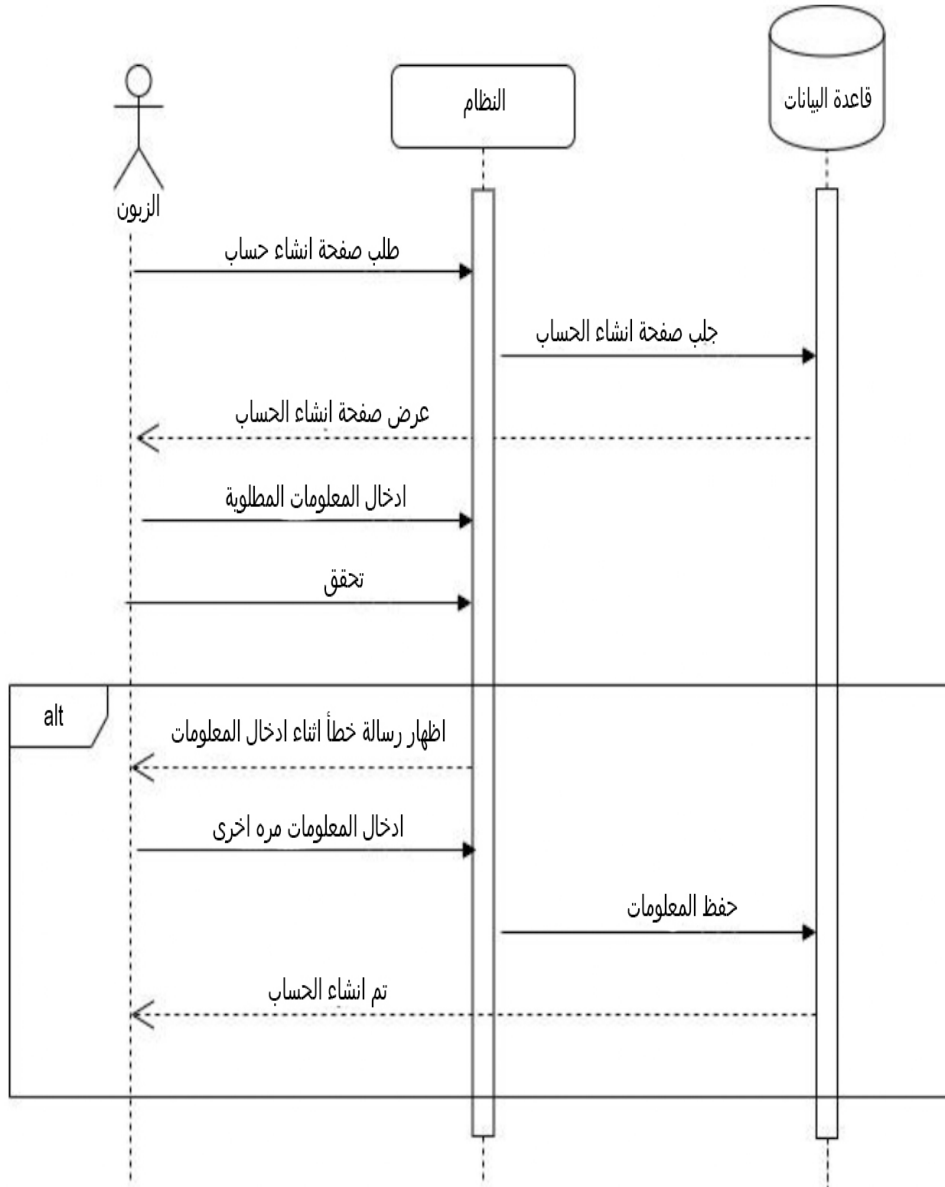 النظام
قاعدة البيانات
الزبون
طلب صفحة انشاء حساب
جلب صفحة انشاء الحساب
عرض صفحة انشاء الحساب
ادخال المعلومات المطلوبة
تحقق
alt
اظهار رسالة خطأ اثناء ادخال المعلومات
ادخال المعلومات مره اخرى
حفظ المعلومات
تم انشاء الحساب